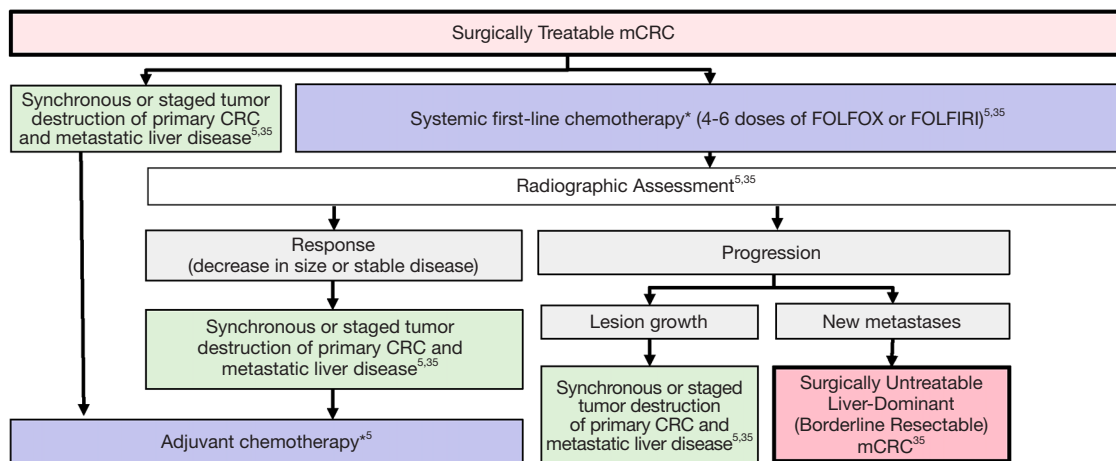 Surgically Treatable mCRC
Synchronous or staged tumor
destruction of primary CRC
and metastatic liver disease5,35
Systemic first-line chemotherapy* (4-6 doses of FOLFOX or FOLFIRI)5,35
Radiographic Assessment5,35
Response
(decrease in size or stable disease)
Progression
Synchronous or staged tumor
destruction of primary CRC and
metastatic liver disease5,35
Lesion growth
New metastases
Synchronous or staged
tumor destruction
of primary CRC and
metastatic liver disease5,35
Surgically Untreatable
Liver-Dominant
(Borderline Resectable)
mCRC35
Adjuvant chemotherapy*5